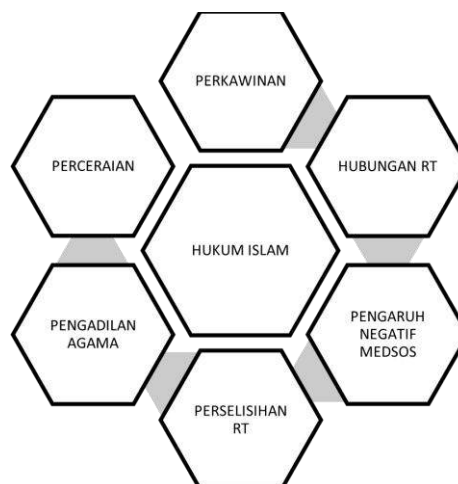 PERKAWINAN
PERCERAIAN
HUBUNGAN RT
HUKUM ISLAM
PENGADILAN
AGAMA
PENGARUH
NEGATIF
MEDSOS
PERSELISIHAN
RT